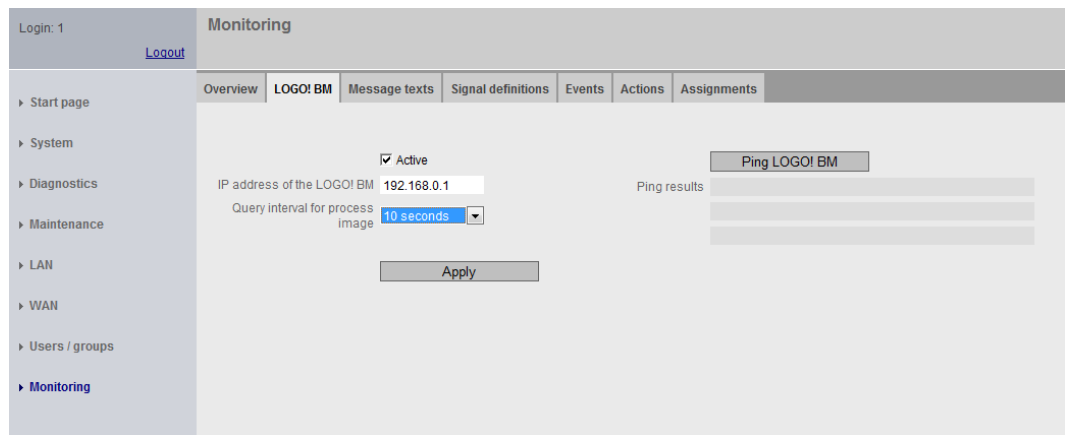 Login: 1
Logout
Monitoring
Start page
System
Diagnostics
Maintenance
LAN
WAN
Users / groups
Monitoring
Overview LOGO! BM Message texts Signal definitions Events Actions Assignments
Active
IP address of the LOGO! BM 192.168.0.1
Query interval for process
image 10 seconds
Apply
Ping LOGO! BM
Ping results